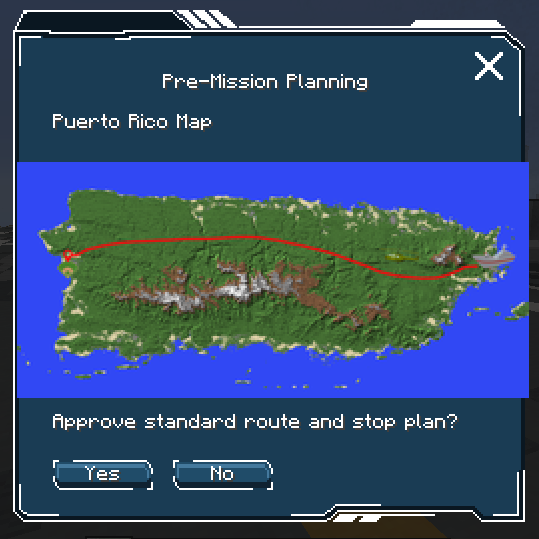 Pre-Mission Planning
Puerto Rico Map
Approve standard route and stop plan?
Yes
No